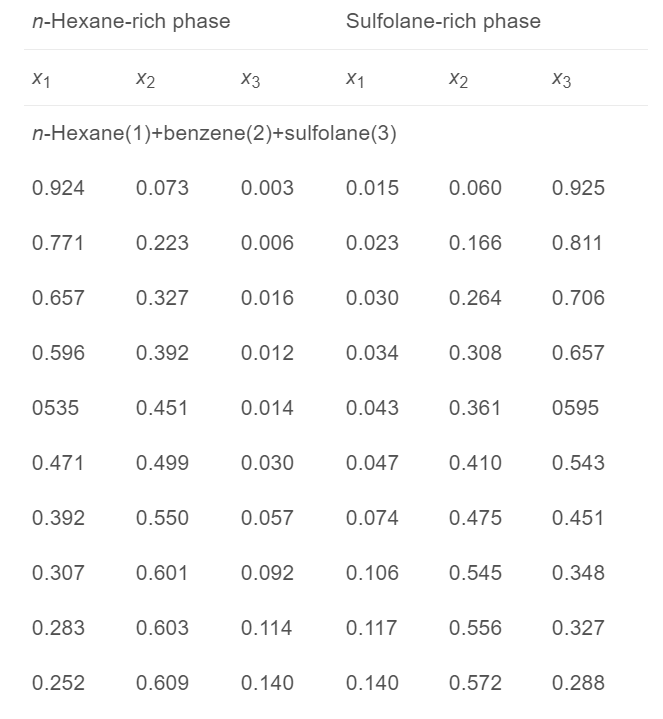 n-Hexane-rich phase Sulfolane-rich phase
x1 x2 x3 x1 x2 x3
n-Hexane(1)+benzene(2)+sulfolane(3)
0.924 0.073 0.003 0.015 0.060 0.925
0.771 0.223 0.006 0.023 0.166 0.811
0.657 0.327 0.016 0.030 0.264 0.706
0.596 0.392 0.012 0.034 0.308 0.657
0535 0.451 0.014 0.043 0.361 0595
0.471 0.499 0.030 0.047 0.410 0.543
0.392 0.550 0.057 0.074 0.475 0.451
0.307 0.601 0.092 0.106 0.545 0.348
0.283 0.603 0.114 0.117 0.556 0.327
0.252 0.609 0.140 0.140 0.572 0.288